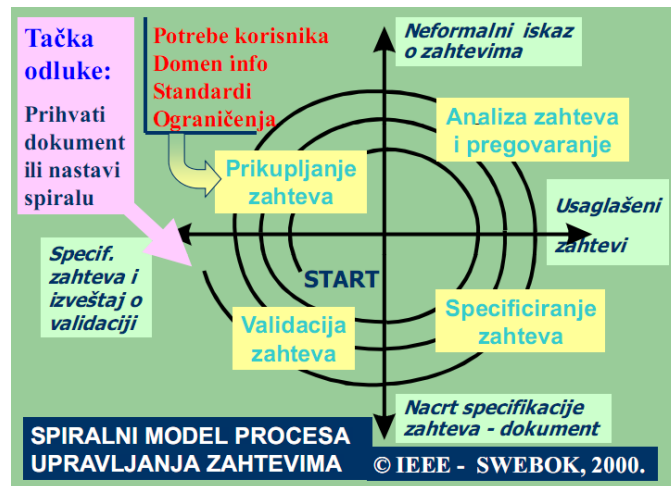 Tačka
odluke:
Prihvati
dokument
ili nastavi
spiralu
Potrebe korisnika
Domen info
Standardi
Ograničenja
Neformalni iskaz
o zahtevima
Prikupljanje
zahteva
Analiza zahteva
i pregovaranje
Usaglašeni
zahtevi
Specif.
zahteva i
izveštaj o
validaciji
START
Validacija
zahteva
Specificiranje
zahteva
Nacrt specifikacije
zahteva - dokument
SPIRALNI MODEL PROCESA
UPRAVLJANJA ZAHTEVIMA
© IEEE - SWEBOK, 2000.